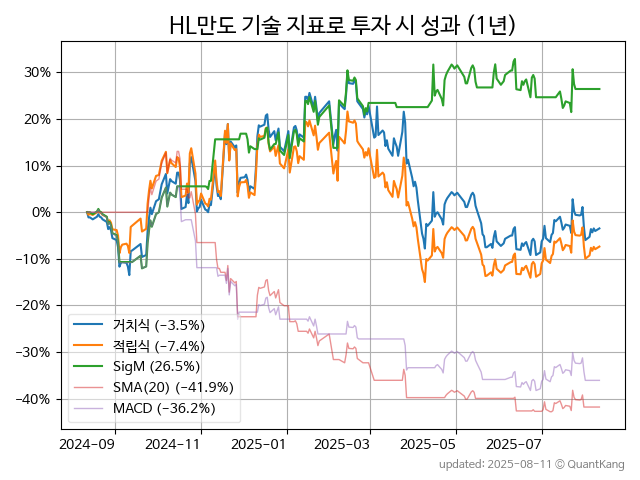 HL만도 기술 지표로 투자 시 성과 (1년)
30%
20%
10%
0%
−10%
−20%
−30%
−40%
거치식 (−3.5%)
적립식 (−7.4%)
SigM (26.5%)
SMA(20) (−41.9%)
MACD (−36.2%)
2024−09 2024−11 2025−01 2025−03 2025−05 2025−07
updated: 2025-08-11 © QuantKang